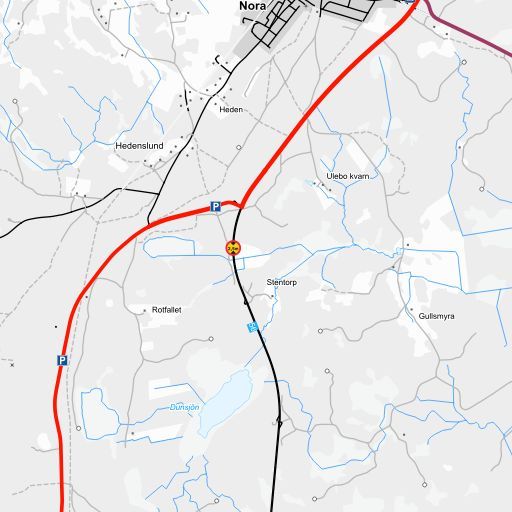 Nora
Heden
Hedenslund
Ulebo kvarn
P
Stentorp
Rotfallet
Gullsmyra
P
Dunsjön